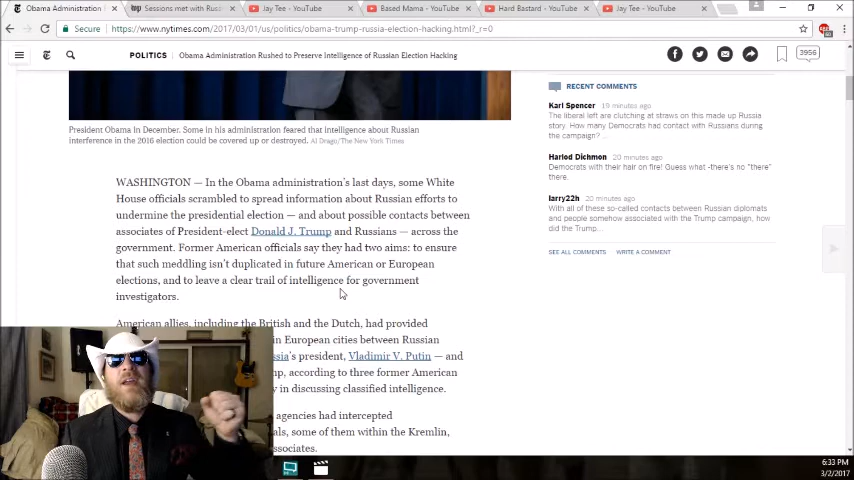 Obama Administration
Sessions met with Russ
Jay Tee - YouTube
Based Mama - YouTube
Hard Bastard - YouTube
Jay Tee - YouTube
Secure
https://www.nytimes.com/2017/03/01/us/politics/obama-trump-russia-election-hacking.html?_r=0
POLITICS
Obama Administration Rushed to Preserve Intelligence of Russian Election Hacking
3956
President Obama in December. Some in his administration feared that intelligence about Russian
interference in the 2016 election could be covered up or destroyed. Al Drago/The New York Times
WASHINGTON — In the Obama administration's last days, some White
House officials scrambled to spread information about Russian efforts to
undermine the presidential election — and about possible contacts between
associates of President-elect Donald J. Trump and Russians — across the
government. Former American officials say they had two aims: to ensure
that such meddling isn't duplicated in future American or European
elections, and to leave a clear trail of intelligence for government
investigators.
American allies, including the British and the Dutch, had provided
in European cities between Russian
ssia's president, Vladimir V. Putin — and
mp, according to three former American
y in discussing classified intelligence.
agencies had intercepted
als, some of them within the Kremlin,
ssociates.
RECENT COMMENTS
Karl Spencer 19 minutes ago
The liberal left are clutching at straws on this made up Russia
story. How many Democrats had contact with Russians during
the campaign?
Harlod Dichmon 20 minutes ago
Democrats with their hair on fire! Guess what -there's no "there"
there.
larry22h 20 minutes ago
With all of these so-called contacts between Russian diplomats
and people somehow associated with the Trump campaign, how
did the Trump...
SEE ALL COMMENTS
WRITE A COMMENT
6:33 PM
3/2/2017